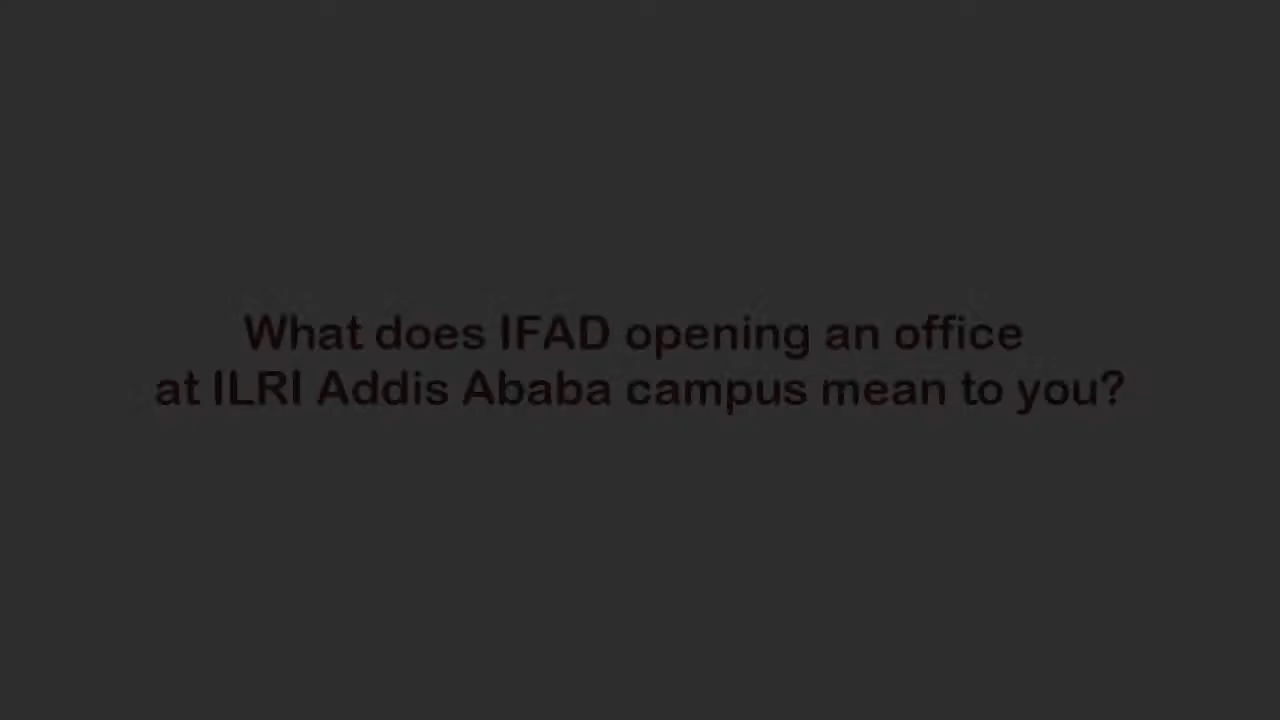 What does IFAD opening an office
at ILRI Addis Ababa campus mean to you?